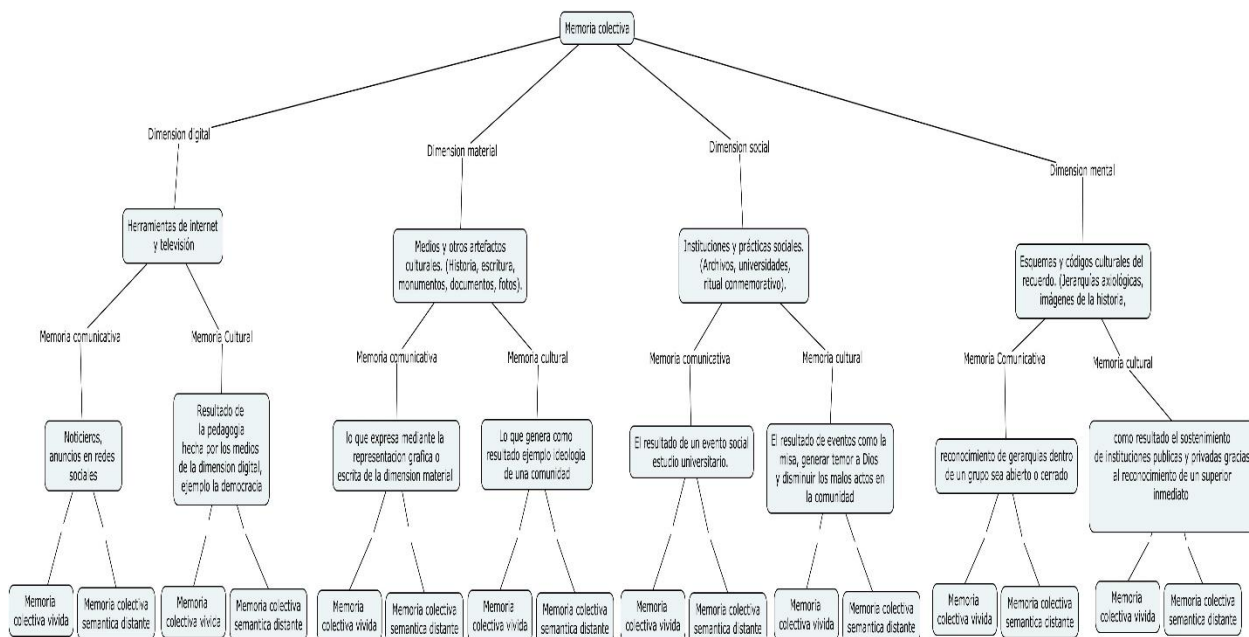 Memoria colectiva
Dimension digital
Dimension material
Dimension social
Dimension mental
Herramientas de internet
y televisión
Medios y otros artefactos
culturales. (Historia, escritura,
monumentos, documentos, fotos).
Instituciones y prácticas sociales.
(Archivos, universidades,
ritual conmemorativo).
Esquemas y códigos culturales del
recuerdo. (Jerarquías axiológicas,
imágenes de la historia,
Memoria comunicativa
Memoria Cultural
Memoria comunicativa
Memoria cultural
Memoria comunicativa
Memoria cultural
Memoria Comunicativa
Memoria cultural
Noticieros,
anuncios en redes
sociales
Resultado de
la pedagogia
hecha por los medios
de la dimension digital,
ejemplo la democracia
lo que expresa mediante la
representacion grafica o
escrita de la dimension material
Lo que genera como
resultado ejemplo ideologia
de una comunidad
El resultado de un evento social
estudio universitario.
El resultado de eventos como la
misa, generar temor a Dios
y disminuir los malos actos en
la comunidad
reconocimiento de gerarquias dentro
de un grupo sea abierto o cerrado
como resultado el sostenimiento
de instituciones publicas y privadas gracias
al reconocimiento de un superior
inmediato
Memoria
colectiva vivida
Memoria colectiva
semantica distante
Memoria
colectiva vivida
Memoria colectiva
semantica distante
Memoria
colectiva vivida
Memoria colectiva
semantica distante
Memoria
colectiva vivida
Memoria colectiva
semantica distante
Memoria
colectiva vivida
Memoria colectiva
semantica distante
Memoria
colectiva vivida
Memoria colectiva
semantica distante
Memoria
colectiva vivida
Memoria colectiva
semantica distante
Memoria
colectiva vivida
Memoria colectiva
semantica distante